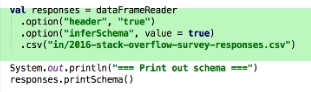 val responses = dataFrameReader
.option("header", "true")
.option("inferSchema", value = true)
.csv("in/2016-stack-overflow-survey-responses.csv")
System.out.println("=== Print out schema ===")
responses.printSchema()